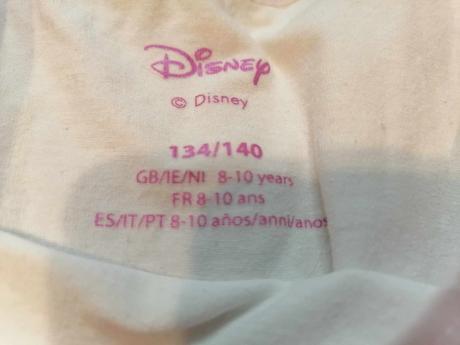 Disney
© Disney
134/140
GB/IE/NI 8-10 years
FR 8-10 ans
ES/IT/PT 8-10 años/anni/anos